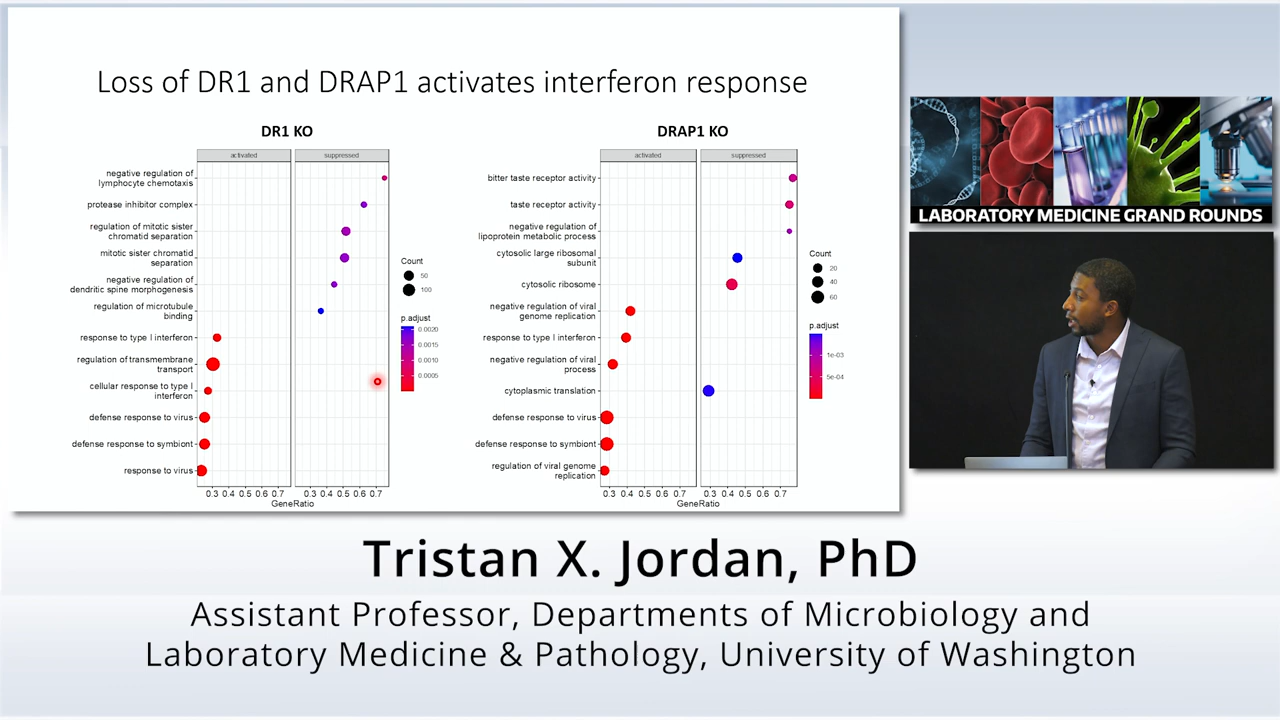 Loss of DR1 and DRAP1 activates interferon response
DR1 KO
activated
suppressed
negative regulation of
lymphocyte chemotaxis
protease inhibitor complex
regulation of mitotic sister
chromatid separation
mitotic sister chromatid
separation
negative regulation of
dendritic spine morphogenesis
regulation of microtubule
binding
response to type I interferon
regulation of transmembrane
transport
cellular response to type I
interferon
defense response to virus
defense response to symbiont
response to virus
0.3 0.4 0.5 0.6 0.7
0.3 0.4 0.5 0.6 0.7
GeneRatio
Count
50
100
p.adjust
0.0020
0.0015
0.0010
0.0005
DRAP1 KO
activated
suppressed
bitter taste receptor activity
taste receptor activity
negative regulation of
lipoprotein metabolic process
cytosolic large ribosomal
subunit
cytosolic ribosome
negative regulation of viral
genome replication
response to type I interferon
negative regulation of viral
process
cytoplasmic translation
defense response to virus
defense response to symbiont
regulation of viral genome
replication
0.3 0.4 0.5 0.6 0.7
0.3 0.4 0.5 0.6 0.7
GeneRatio
Count
20
40
60
p.adjust
1e-03
5e-04
LABORATORY MEDICINE GRAND ROUNDS
Tristan X. Jordan, PhD
Assistant Professor, Departments of Microbiology and
Laboratory Medicine & Pathology, University of Washington